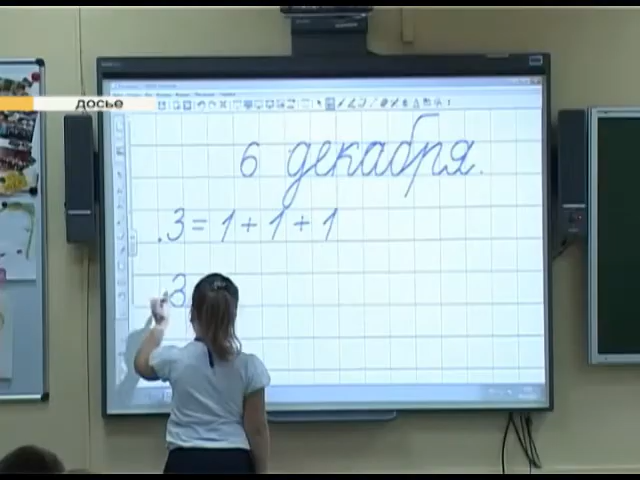 досье
6 декабря.
.3 = 1 + 1 + 1
3